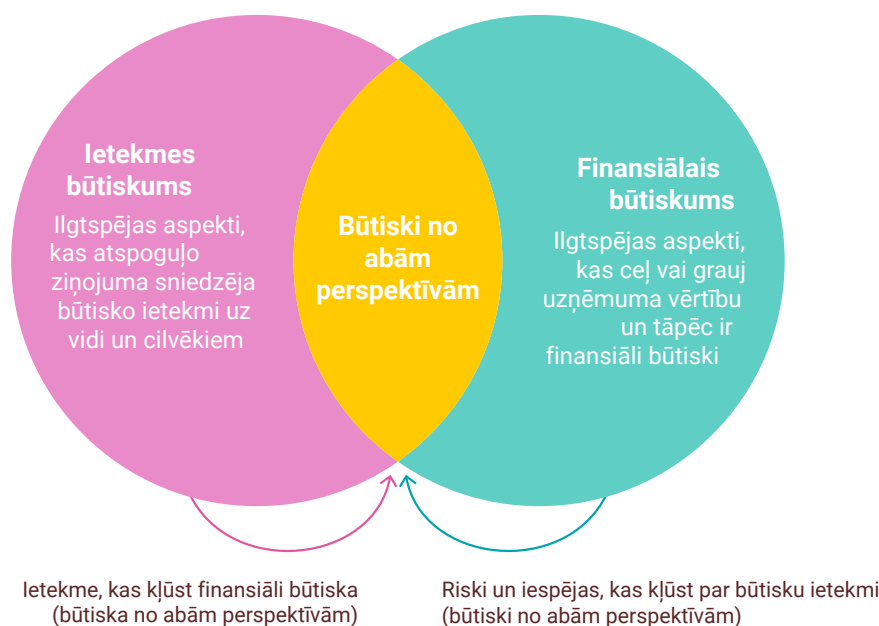 Ietekmes
būtiskums
Ilgtspējas aspekti,
kas atspoguļo
ziņojuma sniedzēja
būtisko ietekmi uz
vidi un cilvēkiem
Būtiski no
abām
perspektīvām
Finansiālais
būtiskums
Ilgtspējas aspekti,
kas ceļ vai grauj
uzņēmuma vērtību
un tāpēc ir
finansiāli būtiski
Ietekme, kas kļūst finansiāli būtiska
(būtiska no abām perspektīvām)
Riski un iespējas, kas kļūst par būtisku ietekmi
(būtiski no abām perspektīvām)